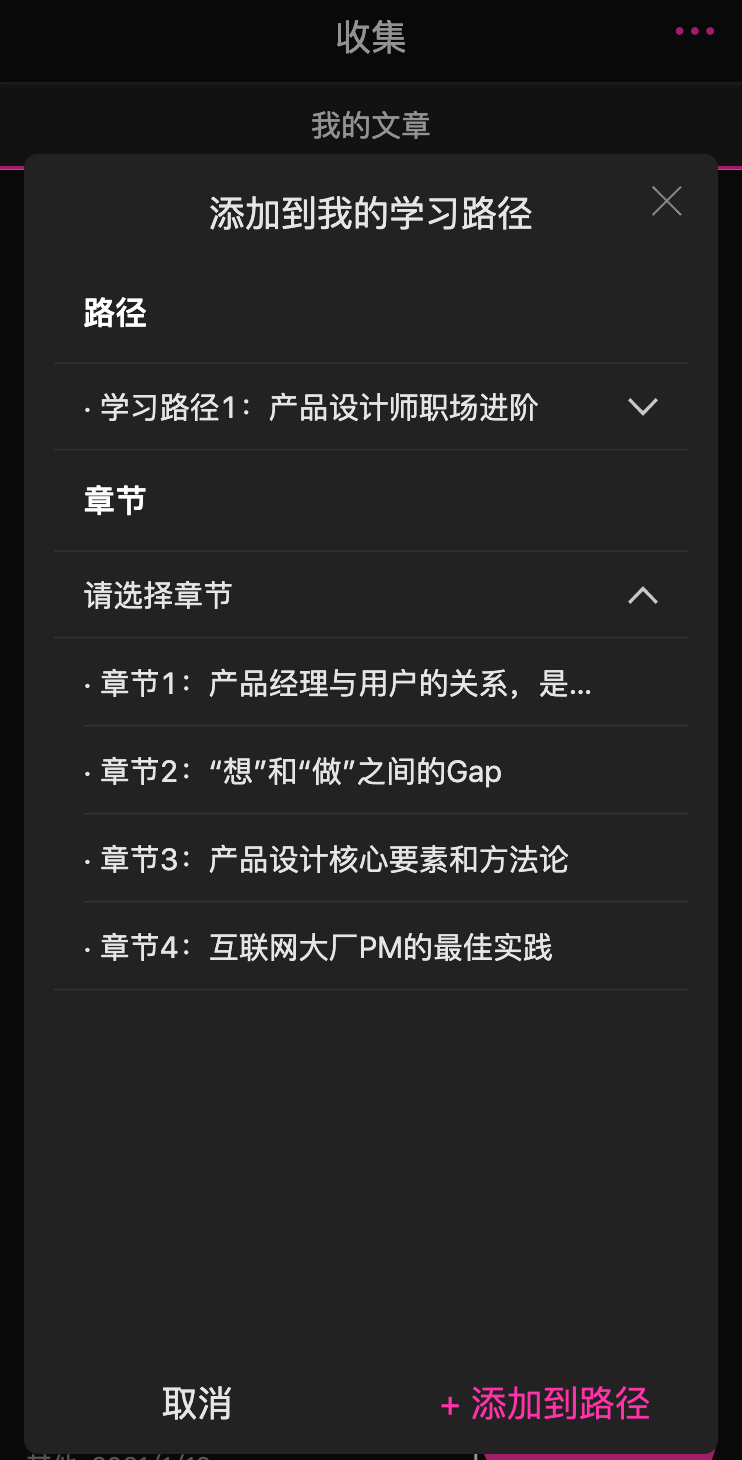 收集
我的文章
添加到我的学习路径
路径
· 学习路径1：产品设计师职场进阶
章节
请选择章节
· 章节1：产品经理与用户的关系，是...
· 章节2：“想”和“做”之间的Gap
· 章节3：产品设计核心要素和方法论
· 章节4：互联网大厂PM的最佳实践
取消
+ 添加到路径